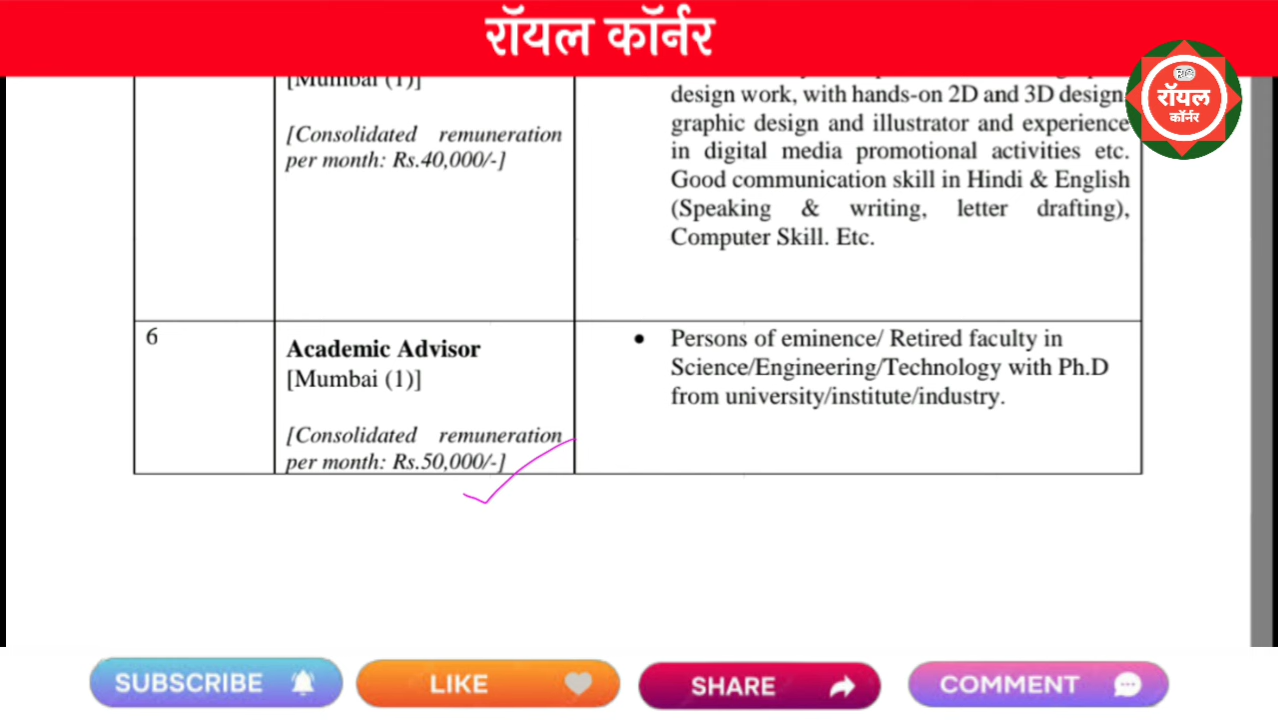 रॉयल कॉर्नर
[Mumbai (1)]
[Consolidated remuneration
per month: Rs.40,000/-]
design work, with hands-on 2D and 3D design,
graphic design and illustrator and experience
in digital media promotional activities etc.
Good communication skill in Hindi & English
(Speaking & writing, letter drafting),
Computer Skill. Etc.
रॉयल
कॉर्नर
6
Academic Advisor
[Mumbai (1)]
[Consolidated remuneration
per month: Rs.50,000/-]
• Persons of eminence/ Retired faculty in
Science/Engineering/Technology with Ph.D
from university/institute/industry.
SUBSCRIBE
LIKE
SHARE
COMMENT